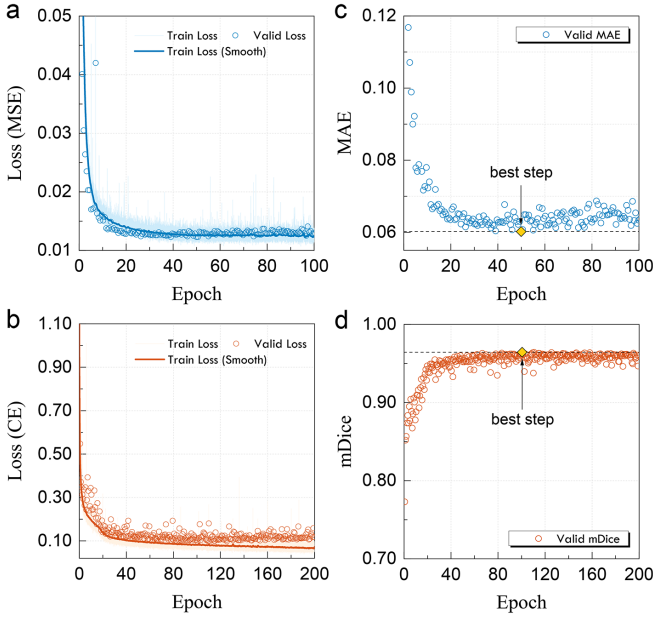 a
0.05
0.04
0.03
0.02
0.01
Loss (MSE)
Train Loss
Valid Loss
Train Loss (Smooth)
0 20 40 60 80 100
Epoch
c
0.12
0.10
0.08
0.06
MAE
Valid MAE
best step
0 20 40 60 80 100
Epoch
b
1.10
0.90
0.70
0.50
0.30
0.10
Loss (CE)
Train Loss
Valid Loss
Train Loss (Smooth)
0 40 80 120 160 200
Epoch
d
1.00
0.90
0.80
0.70
mDice
best step
Valid mDice
0 40 80 120 160 200
Epoch